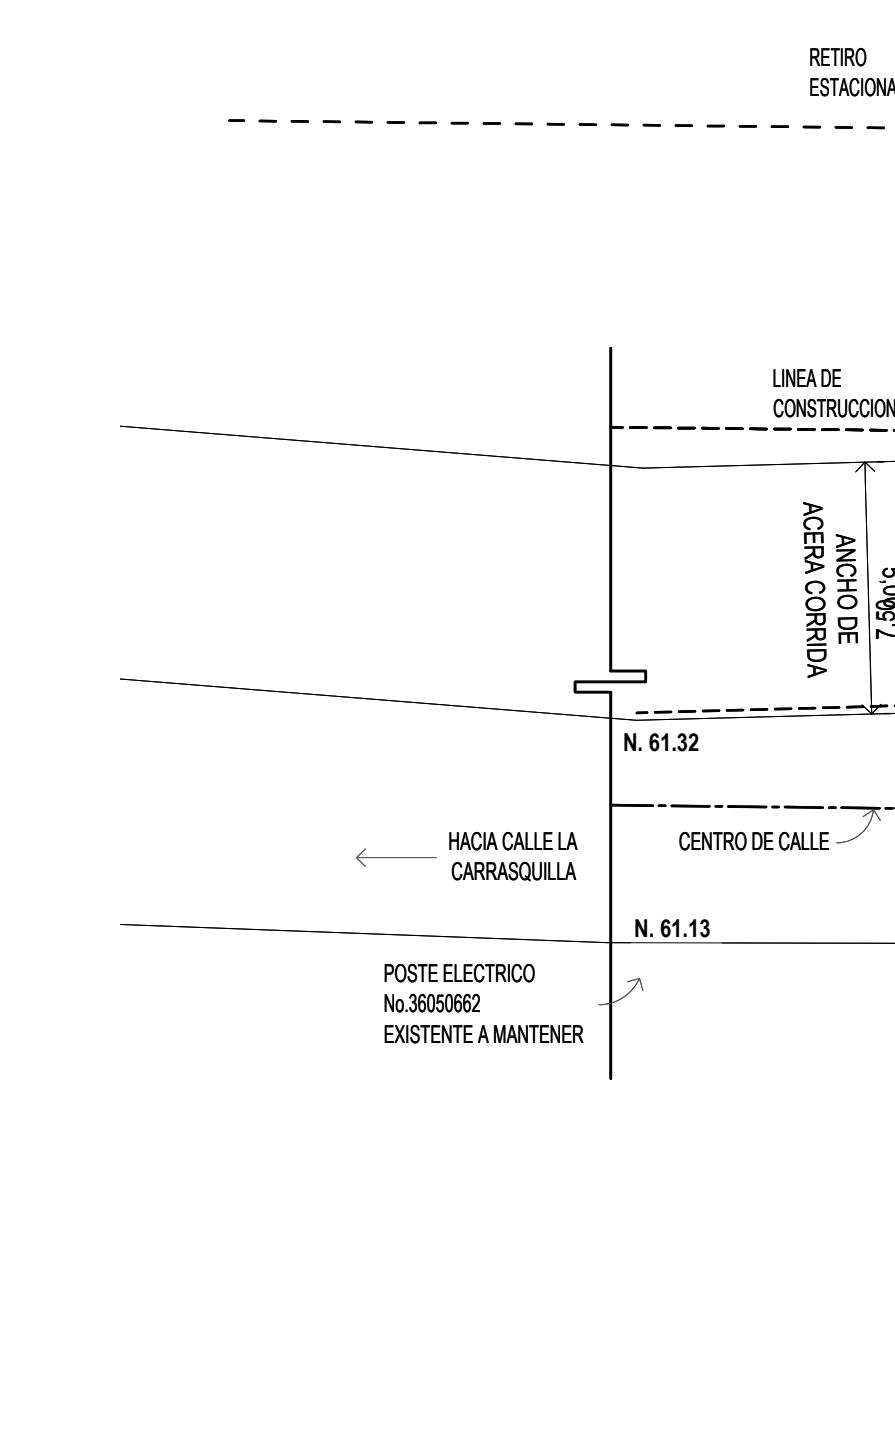 RETIRO
LINEA DE
CONSTRUCCION
ANCHO DE
ACERA CORRIDA
N. 61.32
CENTRO DE CALLE
HACIA CALLE LA
CARRASQUILLA
N. 61.13
POSTE ELECTRICO
No.36050662
EXISTENTE A MANTENER